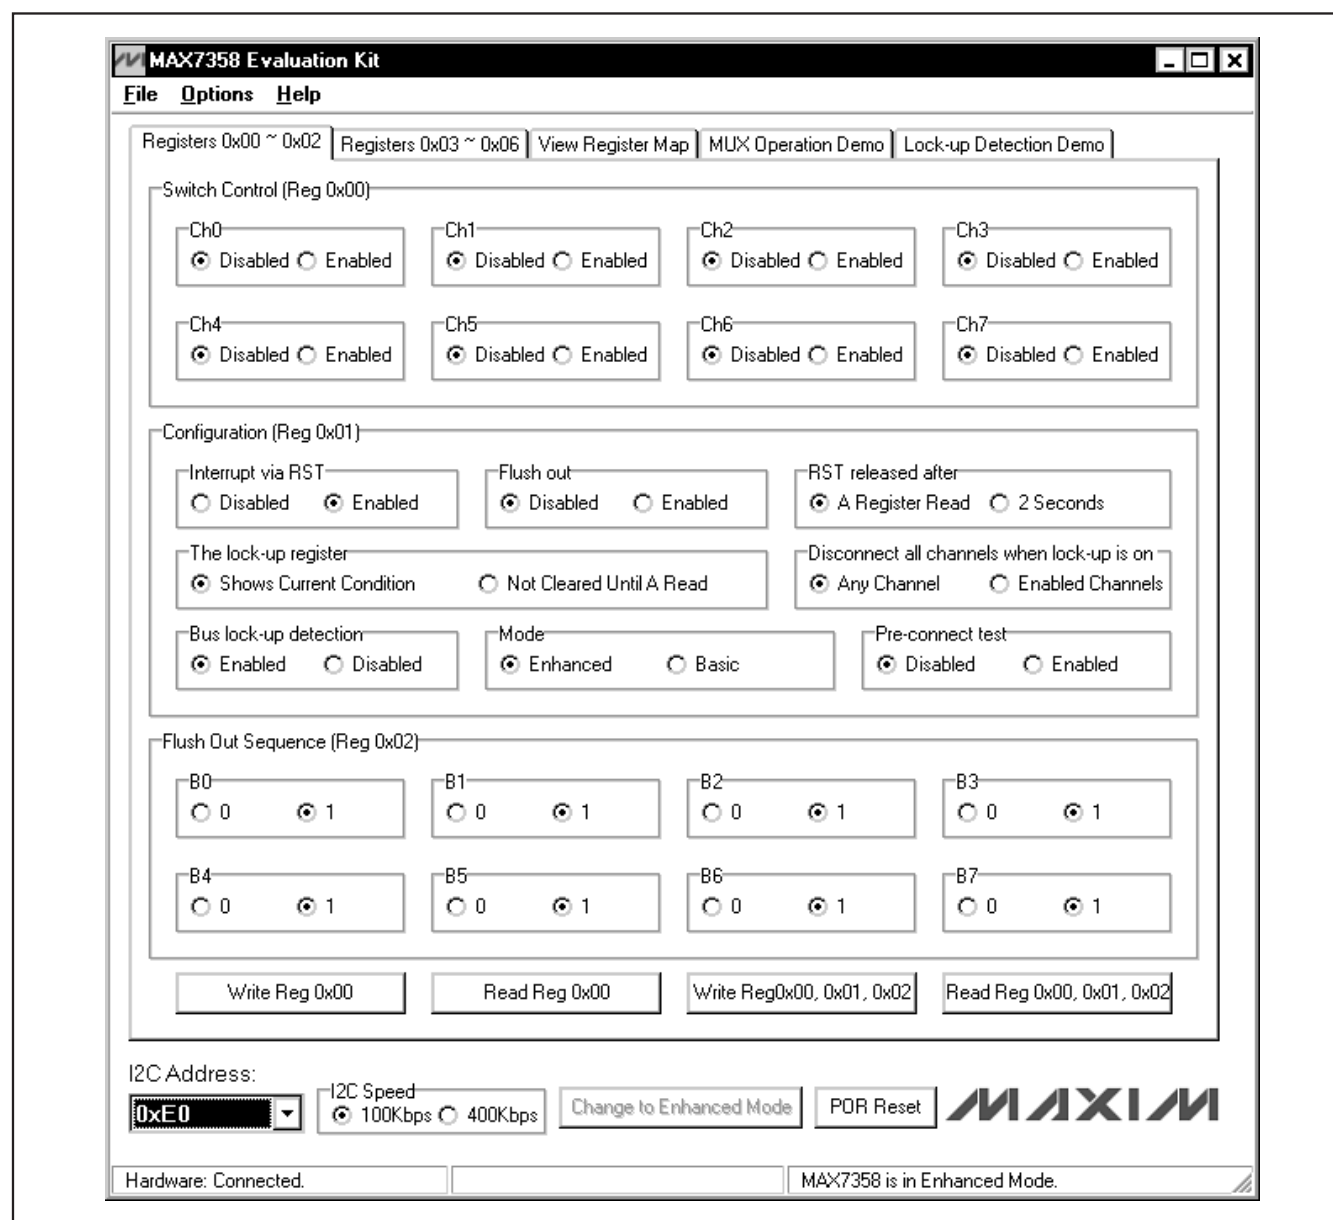 MAX7358 Evaluation Kit
File Options Help
Registers 0x00 ~ 0x02 Registers 0x03 ~ 0x06 View Register Map MUX Operation Demo Lock-up Detection Demo
Switch Control (Reg 0x00)
Ch0 Ch1 Ch2 Ch3
Disabled Enabled Disabled Enabled Disabled Enabled Disabled Enabled
Ch4 Ch5 Ch6 Ch7
Disabled Enabled Disabled Enabled Disabled Enabled Disabled Enabled
Configuration (Reg 0x01)
Interrupt via RST Flush out RST released after
Disabled Enabled Disabled Enabled A Register Read 2 Seconds
The lock-up register Disconnect all channels when lock-up is on
Shows Current Condition Not Cleared Until A Read Any Channel Enabled Channels
Bus lock-up detection Mode Pre-connect test
Enabled Disabled Enhanced Basic Disabled Enabled
Flush Out Sequence (Reg 0x02)
B0 B1 B2 B3
0 1 0 1 0 1 0 1
B4 B5 B6 B7
0 1 0 1 0 1 0 1
Write Reg 0x00 Read Reg 0x00 Write Reg0x00, 0x01, 0x02 Read Reg 0x00, 0x01, 0x02
I2C Address:
I2C Speed
0xE0 100Kbps 400Kbps Change to Enhanced Mode POR Reset MAXIM
Hardware: Connected. MAX7358 is in Enhanced Mode.